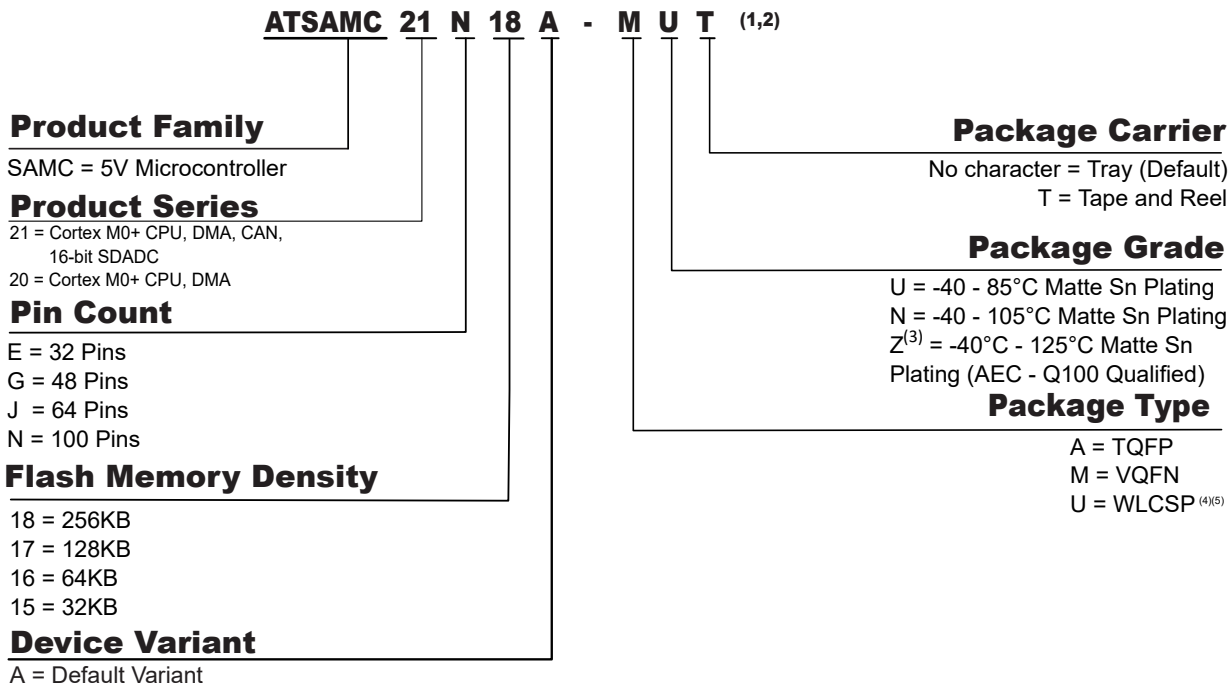 ATSAMC 21 N 18 A - M U T (1,2)
Product Family
SAMC = 5V Microcontroller
Product Series
21 = Cortex M0+ CPU, DMA, CAN,
16-bit SDADC
20 = Cortex M0+ CPU, DMA
Pin Count
E = 32 Pins
G = 48 Pins
J = 64 Pins
N = 100 Pins
Flash Memory Density
18 = 256KB
17 = 128KB
16 = 64KB
15 = 32KB
Device Variant
A = Default Variant
Package Carrier
No character = Tray (Default)
T = Tape and Reel
Package Grade
U = -40 - 85°C Matte Sn Plating
N = -40 - 105°C Matte Sn Plating
Z(3) = -40°C - 125°C Matte Sn
Plating (AEC - Q100 Qualified)
Package Type
A = TQFP
M = VQFN
U = WLCSP (4)(5)